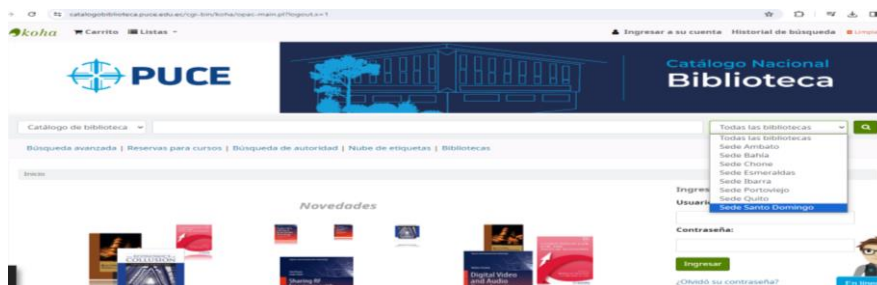 catalogobiblioteca.puce.edu.ec/cgi-bin/koha/opac-main.pl?logout.x=1
koha Carrito Listas Ingresar a su cuenta Historial de búsqueda
PUCE
Catálogo Nacional
Biblioteca
Catálogo de biblioteca Todas las bibliotecas
Todas las bibliotecas
Sede Ambato
Búsqueda avanzada | Reservas para cursos | Búsqueda de autoridad | Nube de etiquetas | Bibliotecas
Sede Bahía
Sede Chone
Sede Esmeraldas
Inicio
Sede Ibarra
Sede Portoviejo
Sede Quito
Sede Santo Domingo
Novedades
Contraseña:
COLLUSION
Ingresar
Sharing RF
Digital Video
and Audio
¿Olvidó su contraseña?